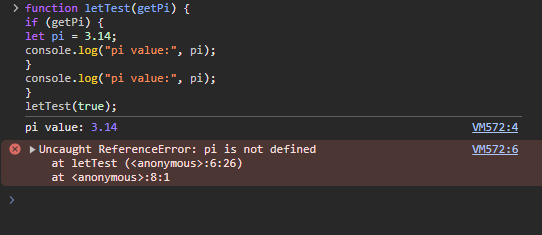 function letTest(getPi) {
if (getPi) {
let pi = 3.14;
console.log("pi value:", pi);
}
console.log("pi value:", pi);
}
letTest(true);
pi value: 3.14 VM572:4
Uncaught ReferenceError: pi is not defined VM572:6
at letTest (<anonymous>:6:26)
at <anonymous>:8:1